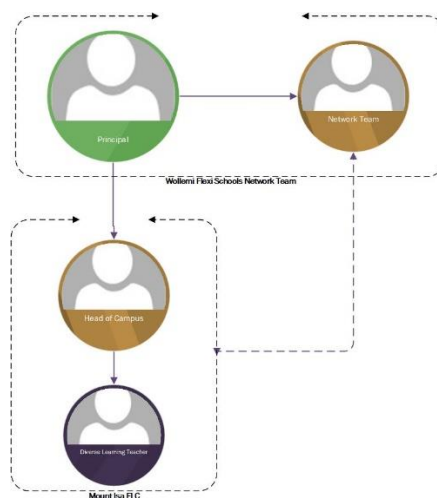 Principal
Network Team
Wollemi Flexi Schools Network Team
Head of Campus
Diverse Learning Teacher
Mount Isa FLC